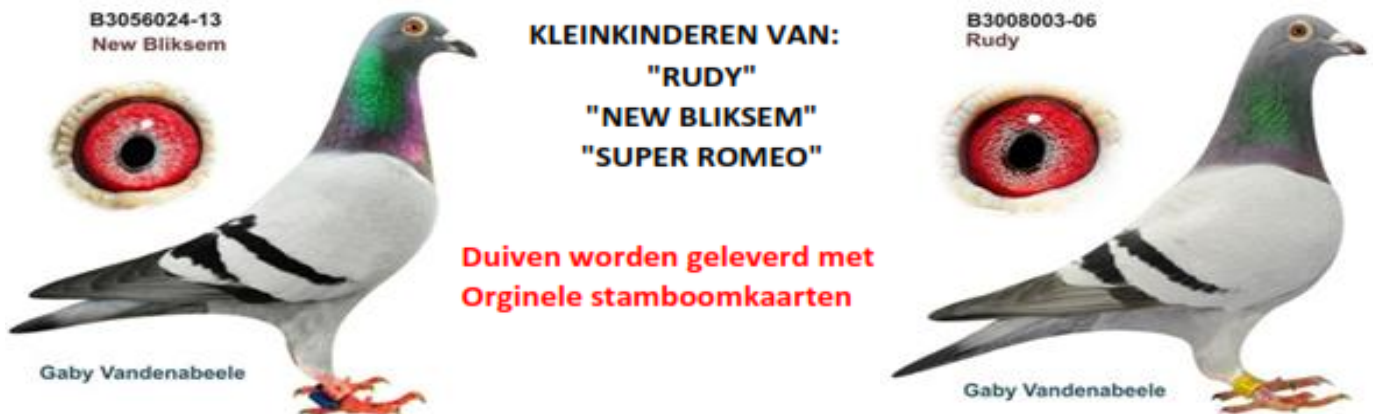 B3056024-13
New Bliksem
Gaby Vandenabeele
KLEINKINDEREN VAN:
"RUDY"
"NEW BLIKSEM"
"SUPER ROMEO"
Duiven worden geleverd met
Orginele stamboomkaarten
B3008003-06
Rudy
Gaby Vandenabeele